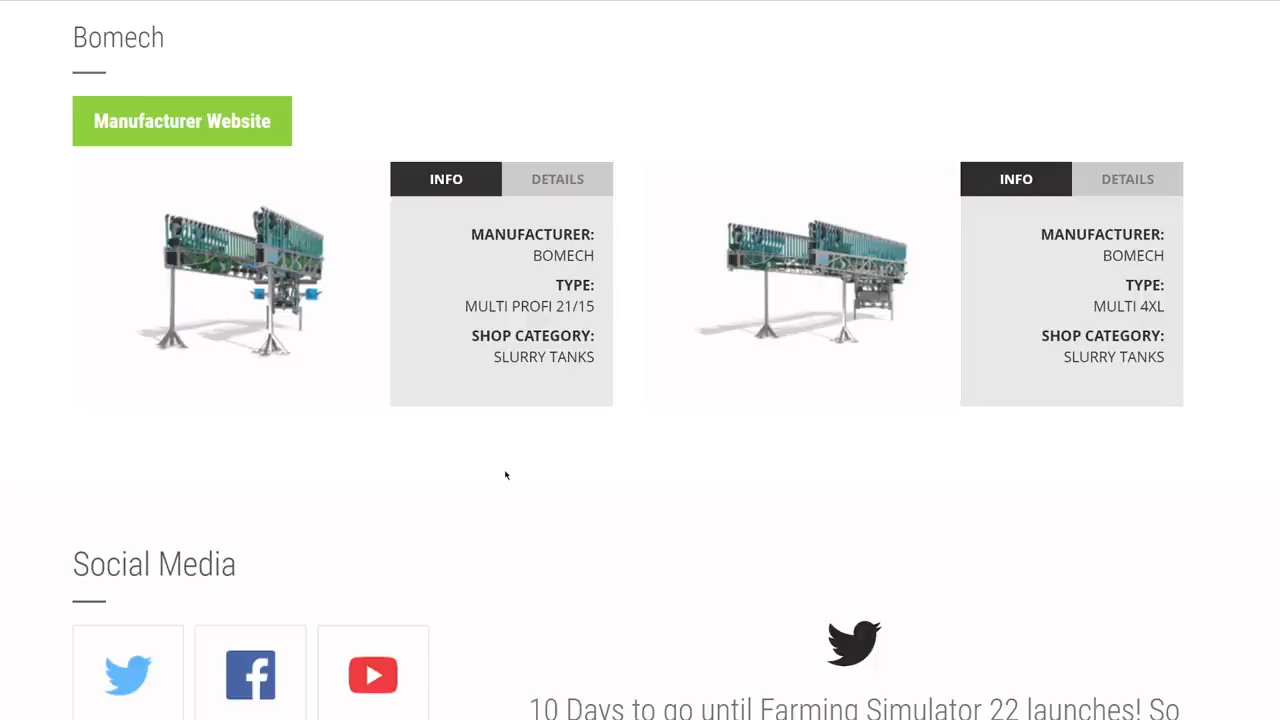 Bomech
Manufacturer Website
INFO
DETAILS
MANUFACTURER:
BOMECH
TYPE:
MULTI PROFI 21/15
SHOP CATEGORY:
SLURRY TANKS
INFO
DETAILS
MANUFACTURER:
BOMECH
TYPE:
MULTI 4XL
SHOP CATEGORY:
SLURRY TANKS
Social Media
10 Days to go until Farming Simulator 22 launches! So